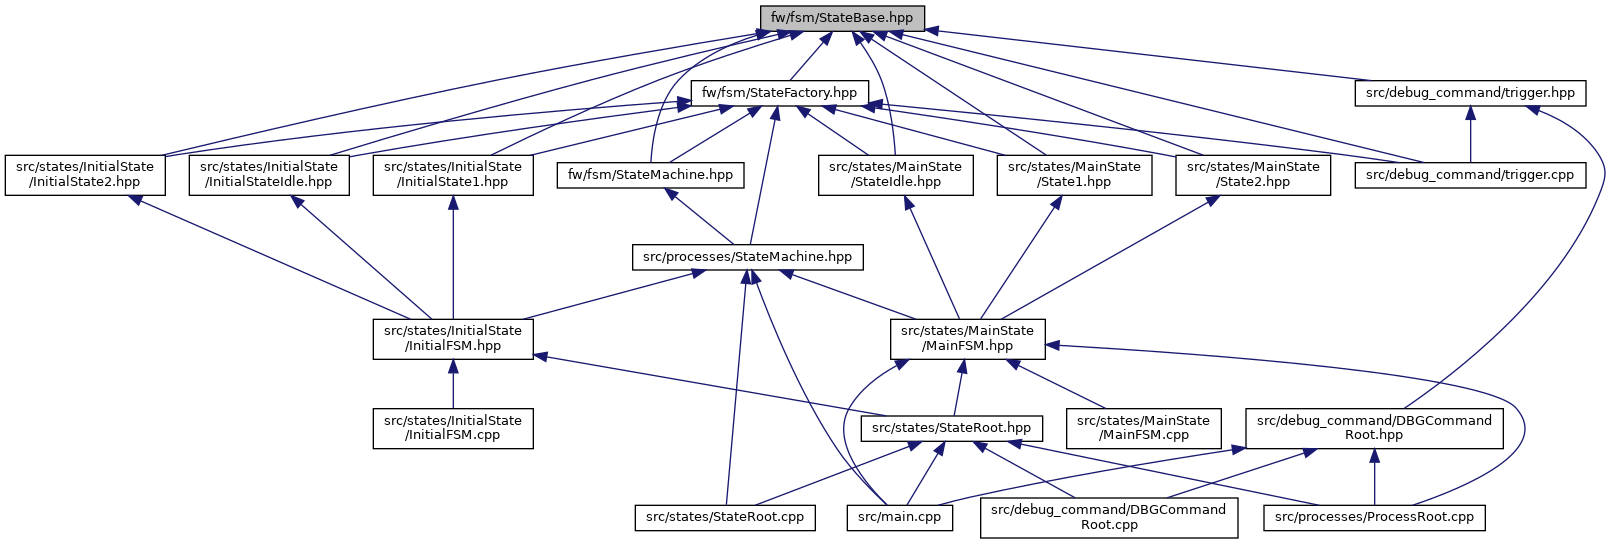 fw/fsm/StateBase.hpp
fw/fsm/StateFactory.hpp
src/debug_command/trigger.hpp
src/states/InitialState
/InitialState2.hpp
src/states/InitialState
/InitialStateIdle.hpp
src/states/InitialState
/InitialState1.hpp
fw/fsm/StateMachine.hpp
src/states/MainState
/StateIdle.hpp
src/states/MainState
/State1.hpp
src/states/MainState
/State2.hpp
src/debug_command/trigger.cpp
src/processes/StateMachine.hpp
src/states/InitialState
/InitialFSM.hpp
src/states/MainState
/MainFSM.hpp
src/states/InitialState
/InitialFSM.cpp
src/states/StateRoot.hpp
src/states/MainState
/MainFSM.cpp
src/debug_command/DBGCommand
Root.hpp
src/states/StateRoot.cpp
src/main.cpp
src/debug_command/DBGCommand
Root.cpp
src/processes/ProcessRoot.cpp